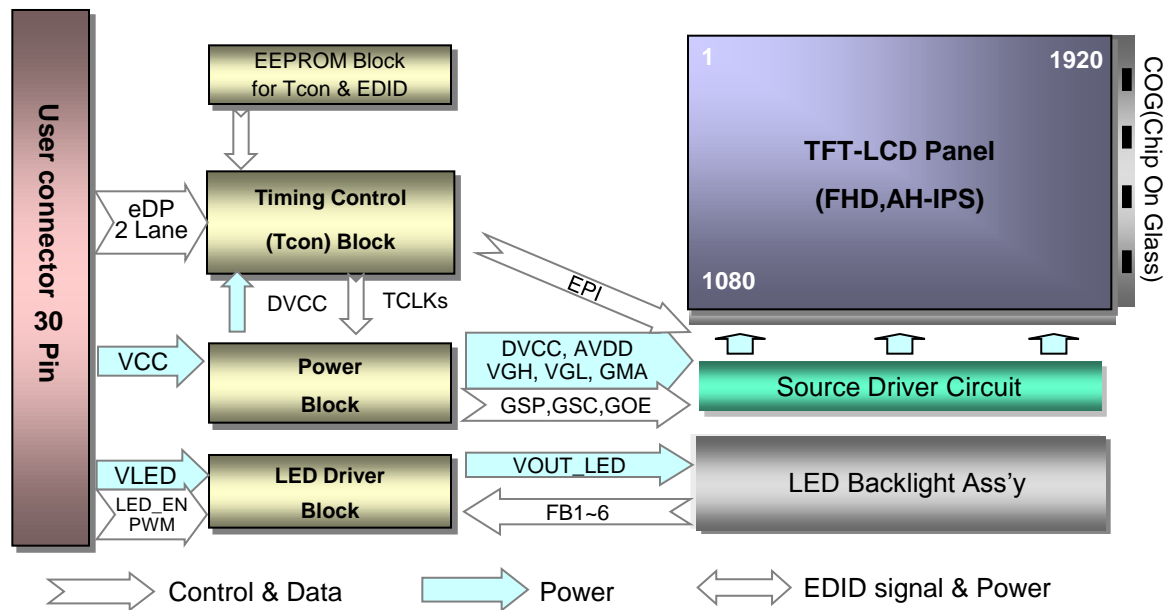 User connector
30
Pin
EEPROM Block
for Tcon & EDID
eDP
2 Lane
Timing Control
(Tcon) Block
DVCC
TCLKs
EPI
VCC
Power
Block
DVCC, AVDD
VGH, VGL, GMA
GSP,GSC,GOE
VLED
LED_EN
PWM
LED Driver
Block
VOUT_LED
FB1~6
1
1920
TFT-LCD Panel
(FHD,AH-IPS)
1080
COG(Chip On Glass)
Source Driver Circuit
LED Backlight Ass'y
Control & Data
Power
EDID signal & Power